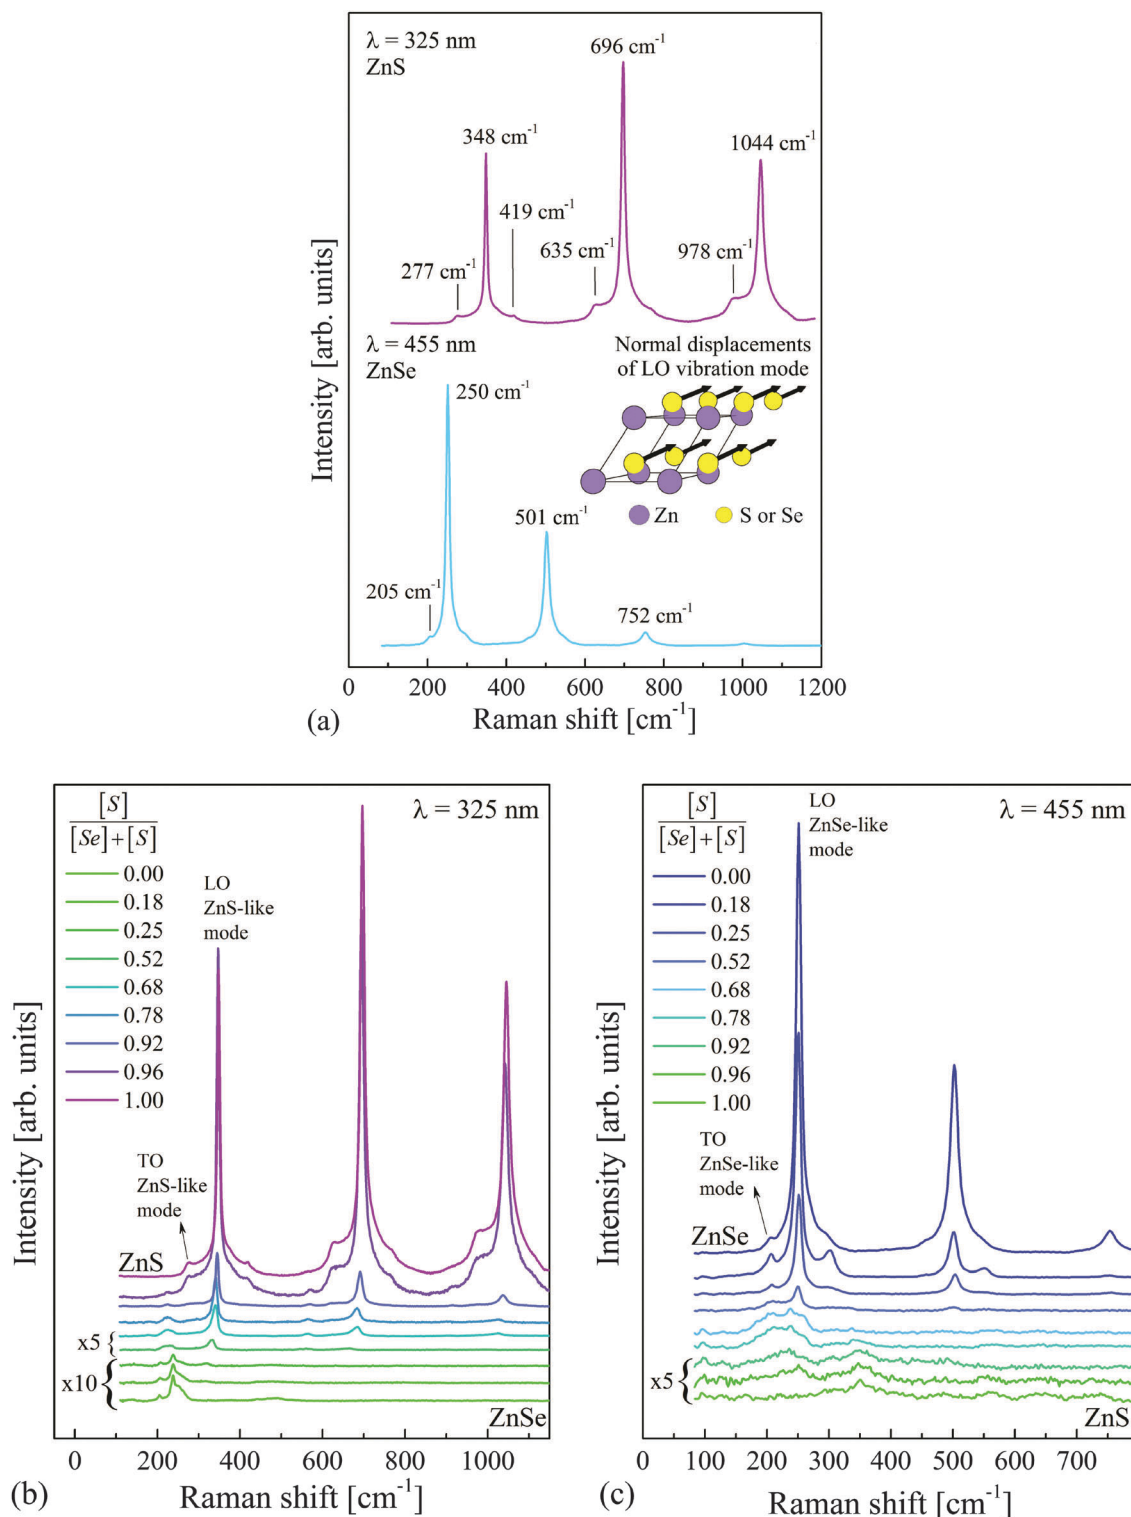 λ = 325 nm
ZnS
696 cm⁻¹
348 cm⁻¹
1044 cm⁻¹
419 cm⁻¹
635 cm⁻¹
978 cm⁻¹
277 cm⁻¹
λ = 455 nm
ZnSe
250 cm⁻¹
Normal displacements
of LO vibration mode
Zn
S or Se
501 cm⁻¹
205 cm⁻¹
752 cm⁻¹
Intensity [arb. units]
0 200 400 600 800 1000 1200
Raman shift [cm⁻¹]
(a)
[S]
[Se]+[S]
λ = 325 nm
0.00
0.18
0.25
0.52
0.68
0.78
0.92
0.96
1.00
LO
ZnS-like
mode
TO
ZnS-like
mode
ZnS
x5
x10
ZnSe
Intensity [arb. units]
0 200 400 600 800 1000
Raman shift [cm⁻¹]
(b)
[S]
[Se]+[S]
LO
ZnSe-like
mode
λ = 455 nm
0.00
0.18
0.25
0.52
0.68
0.78
0.92
0.96
1.00
TO
ZnSe-like
mode
ZnSe
x5
ZnS
Intensity [arb. units]
0 100 200 300 400 500 600 700
Raman shift [cm⁻¹]
(c)